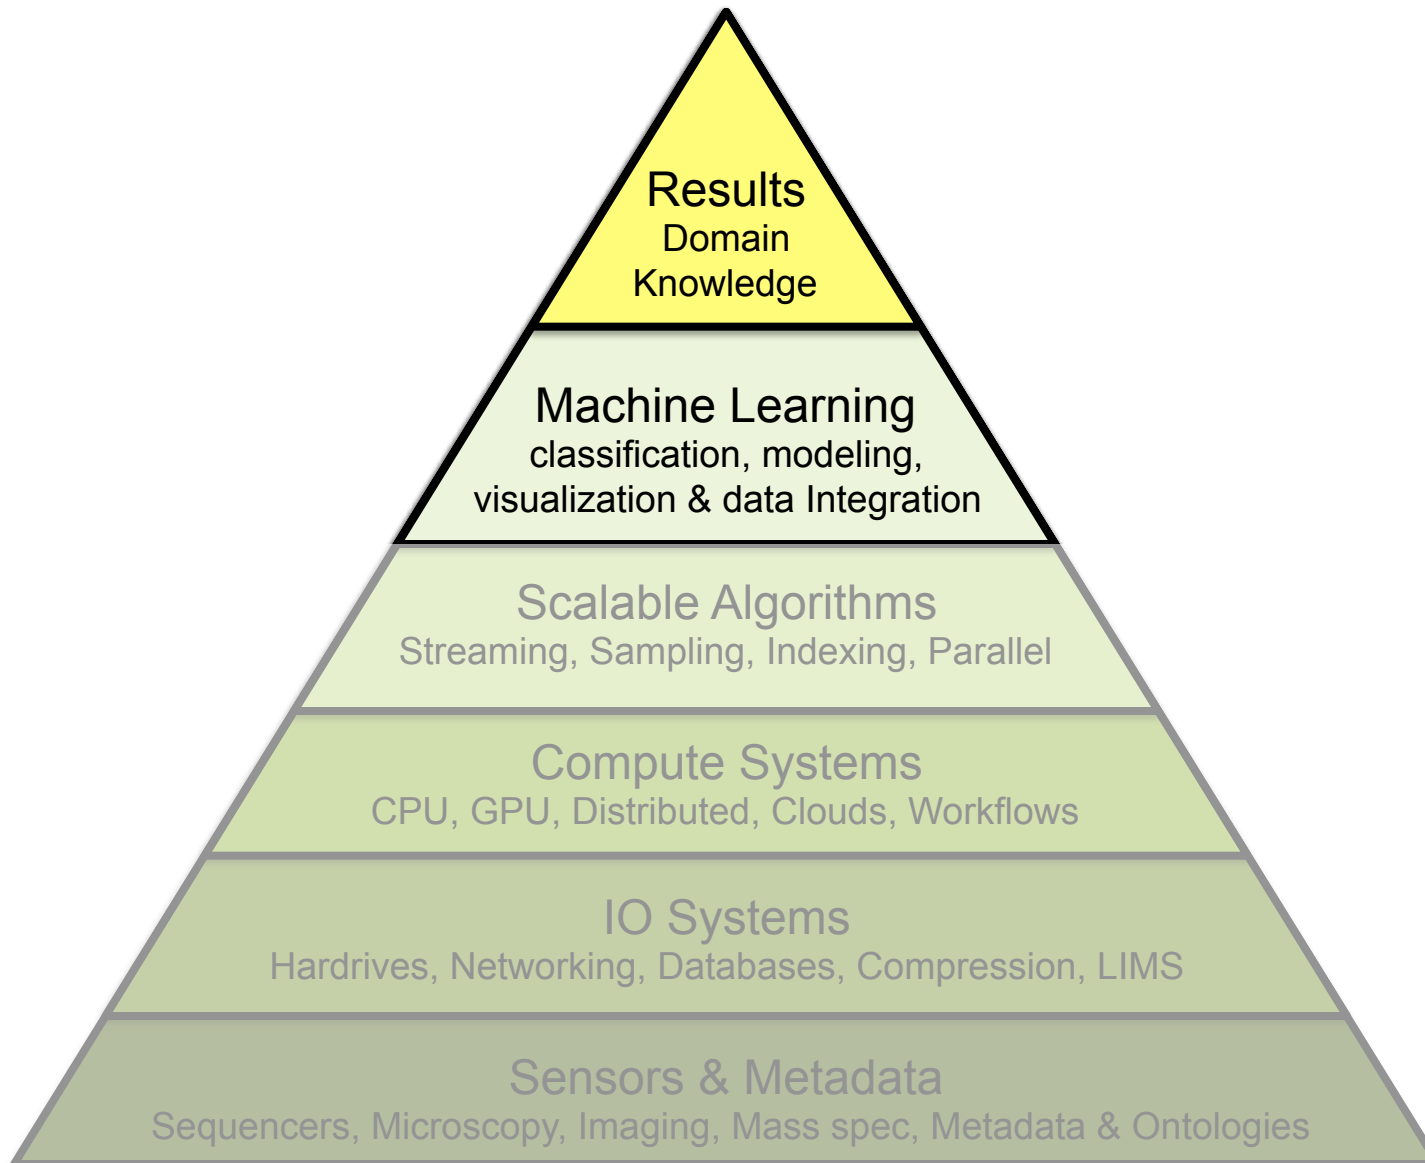 Results
Domain
Knowledge
Machine Learning
classification, modeling,
visualization & data Integration
Scalable Algorithms
Streaming, Sampling, Indexing, Parallel
Compute Systems
CPU, GPU, Distributed, Clouds, Workflows
IO Systems
Hardrives, Networking, Databases, Compression, LIMS
Sensors & Metadata
Sequencers, Microscopy, Imaging, Mass spec, Metadata & Ontologies